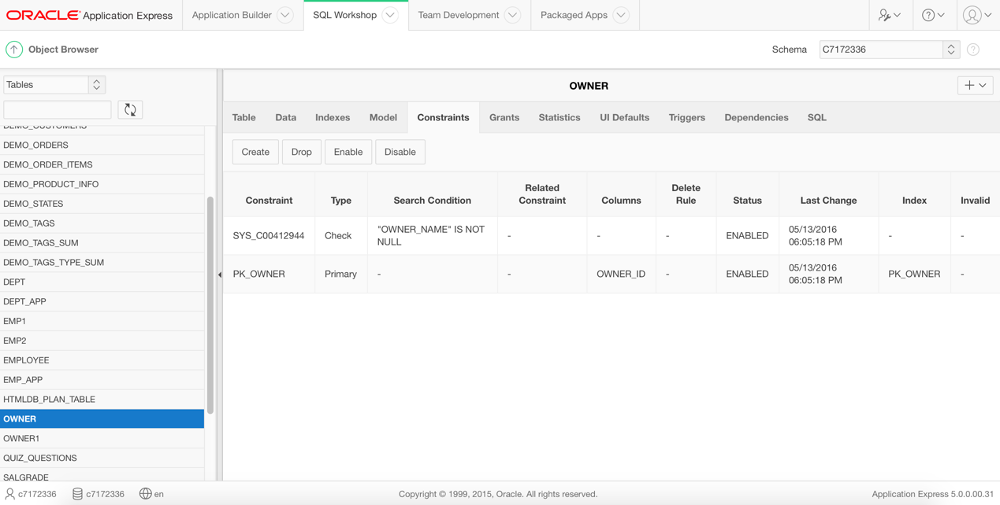 ORACLE Application Express
Application Builder
SQL Workshop
Team Development
Packaged Apps
Object Browser
Schema
C7172336
Tables
DEMO_CUSTOMERS
DEMO_ORDERS
DEMO_ORDER_ITEMS
DEMO_PRODUCT_INFO
DEMO_STATES
DEMO_TAGS
DEMO_TAGS_SUM
DEMO_TAGS_TYPE_SUM
DEPT
DEPT_APP
EMP1
EMP2
EMPLOYEE
EMP_APP
HTMLDB_PLAN_TABLE
OWNER
OWNER1
QUIZ_QUESTIONS
SALGRADE
OWNER
Table Data Indexes Model Constraints Grants Statistics UI Defaults Triggers Dependencies SQL
Create Drop Enable Disable
Constraint Type Search Condition Related Constraint Columns Delete Rule Status Last Change Index Invalid
SYS_C00412944 Check "OWNER_NAME" IS NOT NULL - - - ENABLED 05/13/2016 06:05:18 PM - -
PK_OWNER Primary - - OWNER_ID - ENABLED 05/13/2016 06:05:18 PM PK_OWNER -
c7172336 c7172336 en
Copyright © 1999, 2015, Oracle. All rights reserved.
Application Express 5.0.0.00.31